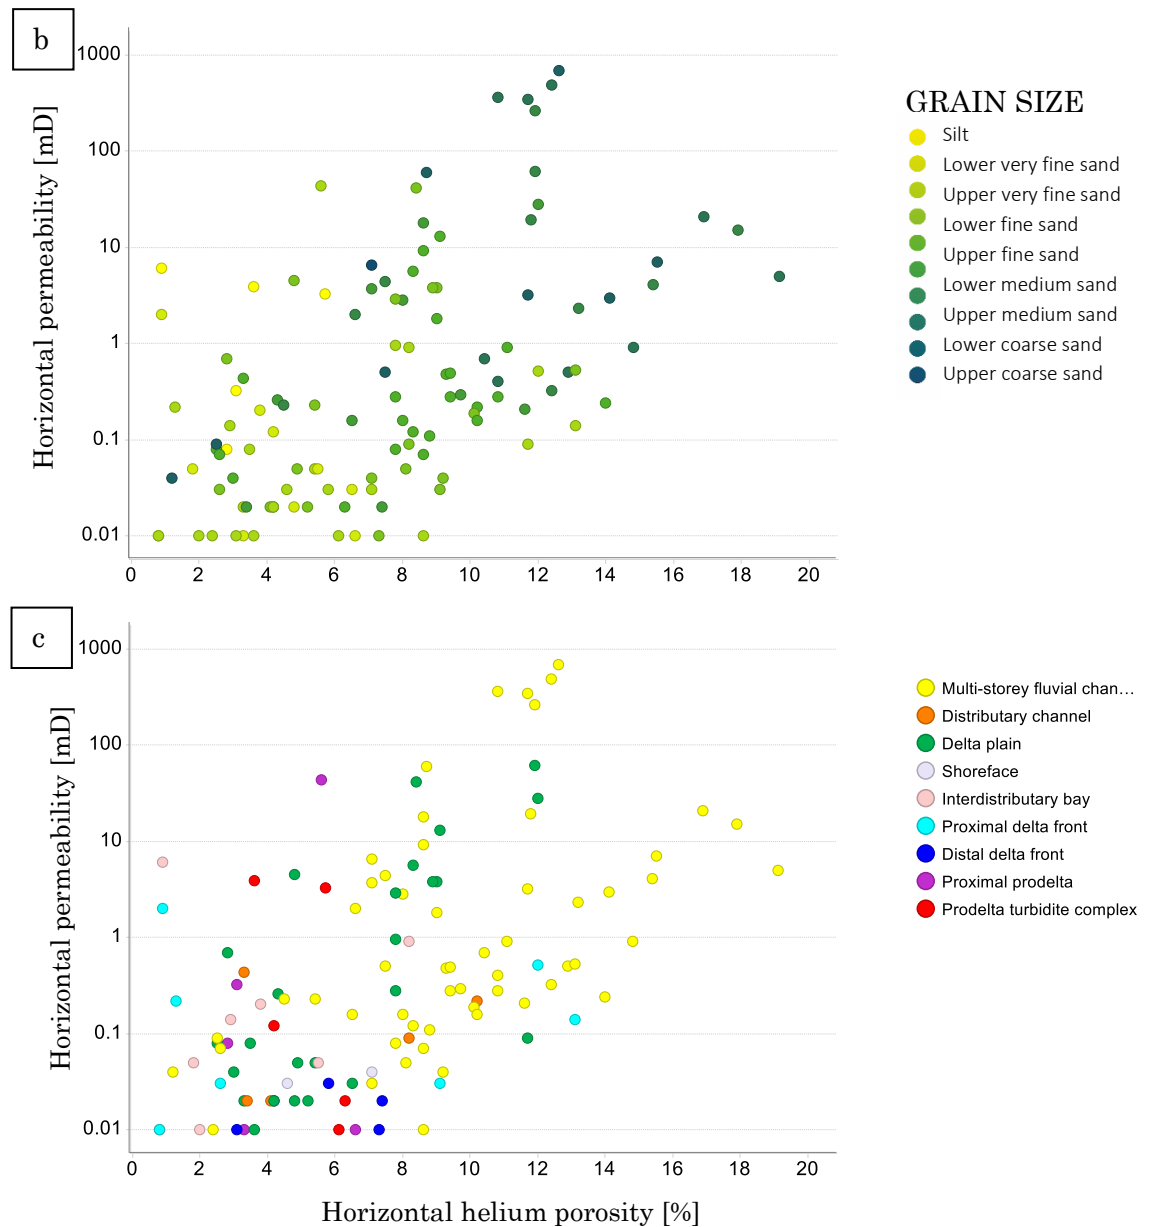 b
1000
100
10
1
0.1
0.01
Horizontal permeability [mD]
0 2 4 6 8 10 12 14 16 18 20
GRAIN SIZE
Silt
Lower very fine sand
Upper very fine sand
Lower fine sand
Upper fine sand
Lower medium sand
Upper medium sand
Lower coarse sand
Upper coarse sand
c
1000
100
10
1
0.1
0.01
Horizontal permeability [mD]
0 2 4 6 8 10 12 14 16 18 20
Horizontal helium porosity [%]
Multi-storey fluvial chan…
Distributary channel
Delta plain
Shoreface
Interdistributary bay
Proximal delta front
Distal delta front
Proximal prodelta
Prodelta turbidite complex